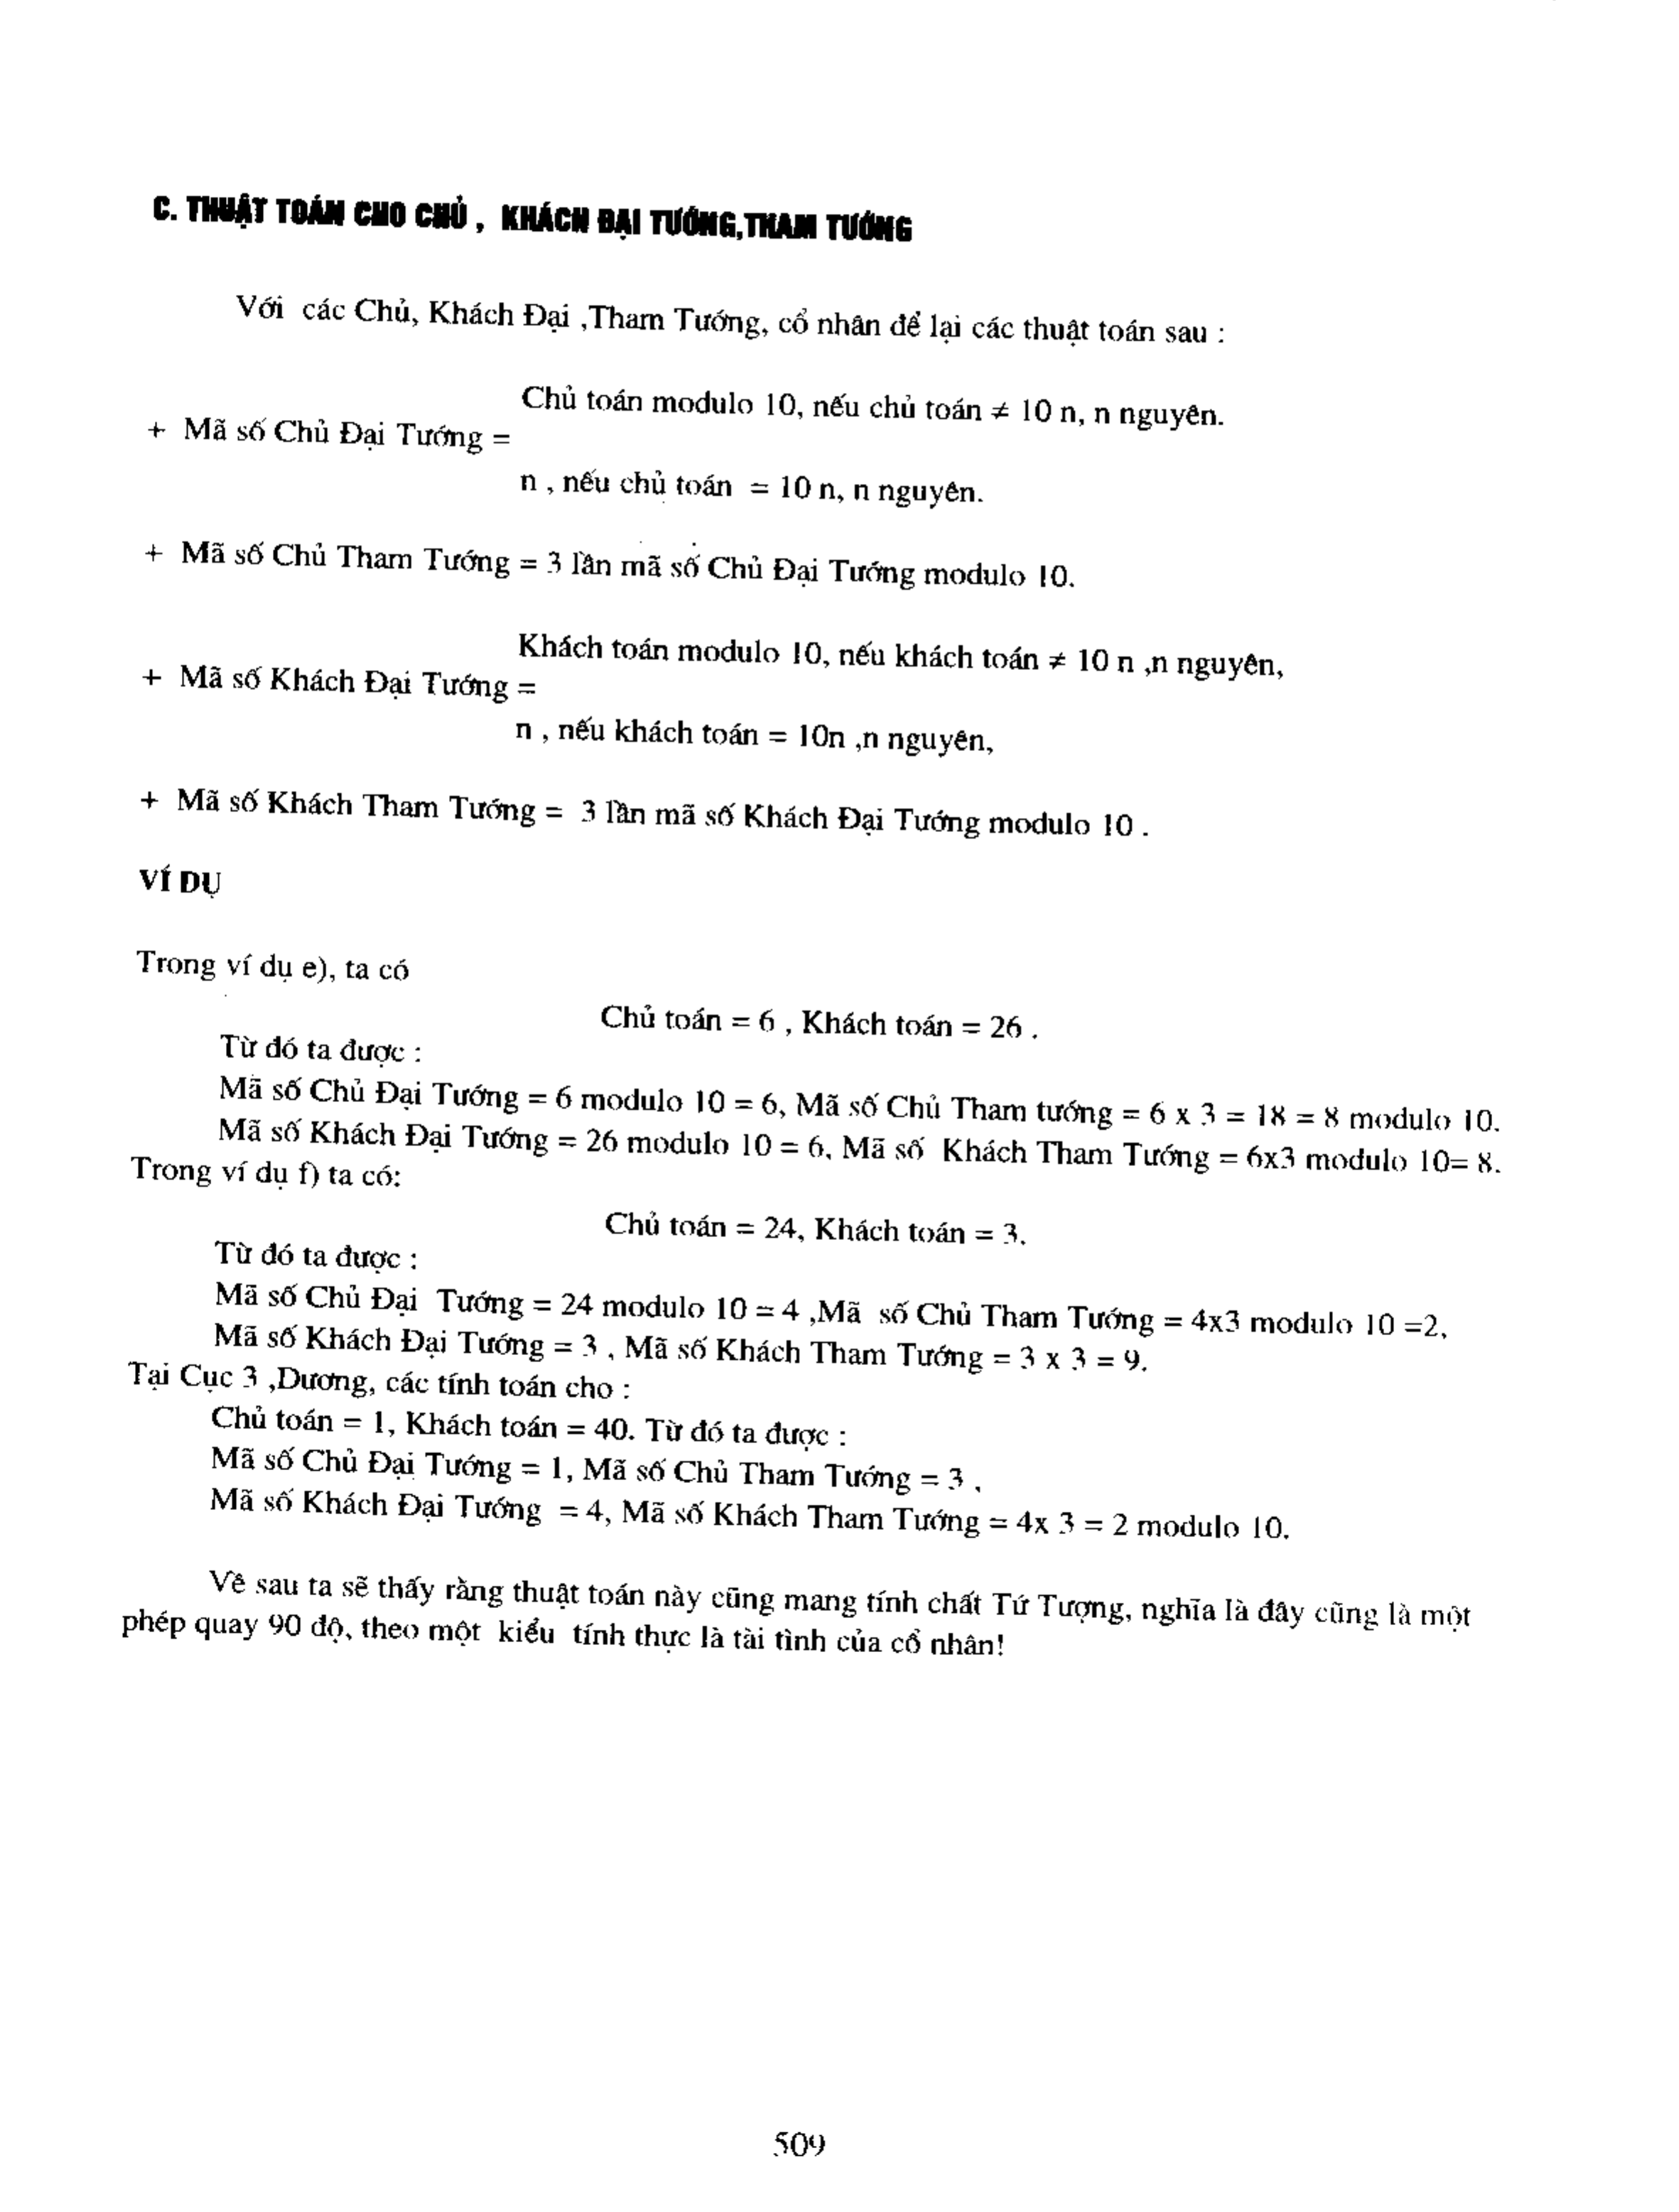 C. THUẬT TOÁN CHO CHỦ , KHÁCH ĐẠI TƯỚNG,THAM TƯỚNG
Với các Chủ, Khách Đại ,Tham Tướng, cổ nhân để lại các thuật toán sau :
Chủ toán modulo 10, nếu chủ toán ≠ 10 n, n nguyên.
+ Mã số Chủ Đại Tướng =
n , nếu chủ toán = 10 n, n nguyên.
+ Mã số Chủ Tham Tướng = 3 lần mã số Chủ Đại Tướng modulo 10.
Khách toán modulo 10, nếu khách toán ≠ 10 n ,n nguyên,
+ Mã số Khách Đại Tướng =
n , nếu khách toán = 10n ,n nguyên,
+ Mã số Khách Tham Tướng = 3 lần mã số Khách Đại Tướng modulo 10 .
VÍ DỤ
Trong ví dụ e), ta có
Chủ toán = 6 , Khách toán = 26 .
Từ đó ta được :
Mã số Chủ Đại Tướng = 6 modulo 10 = 6, Mã số Chủ Tham tướng = 6 x 3 = 18 = 8 modulo 10.
Mã số Khách Đại Tướng = 26 modulo 10 = 6, Mã số Khách Tham Tướng = 6x3 modulo 10= 8.
Trong ví dụ f) ta có:
Chủ toán = 24, Khách toán = 3.
Từ đó ta được :
Mã số Chủ Đại Tướng = 24 modulo 10 = 4 ,Mã số Chủ Tham Tướng = 4x3 modulo 10 =2,
Mã số Khách Đại Tướng = 3 , Mã số Khách Tham Tướng = 3 x 3 = 9.
Tại Cục 3 ,Dương, các tính toán cho :
Chủ toán = 1, Khách toán = 40. Từ đó ta được :
Mã số Chủ Đại Tướng = 1, Mã số Chủ Tham Tướng = 3 ,
Mã số Khách Đại Tướng = 4, Mã số Khách Tham Tướng = 4x 3 = 2 modulo 10.
Về sau ta sẽ thấy rằng thuật toán này cũng mang tính chất Tứ Tượng, nghĩa là đây cũng là một
phép quay 90 độ, theo một kiểu tính thực là tài tình của cổ nhân!
509